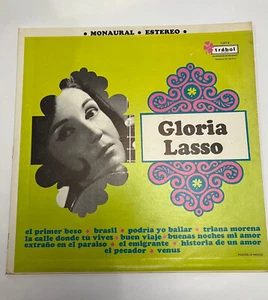 • MONAURAL • ESTEREO •
trébol
Gloria
Lasso
el primer beso • brasil • podría yo bailar • triana morena
la calle donde tú vives • buen viaje • buenas noches mi amor
extraño en el paraíso • el emigrante • historia de un amor
el pecador • venus